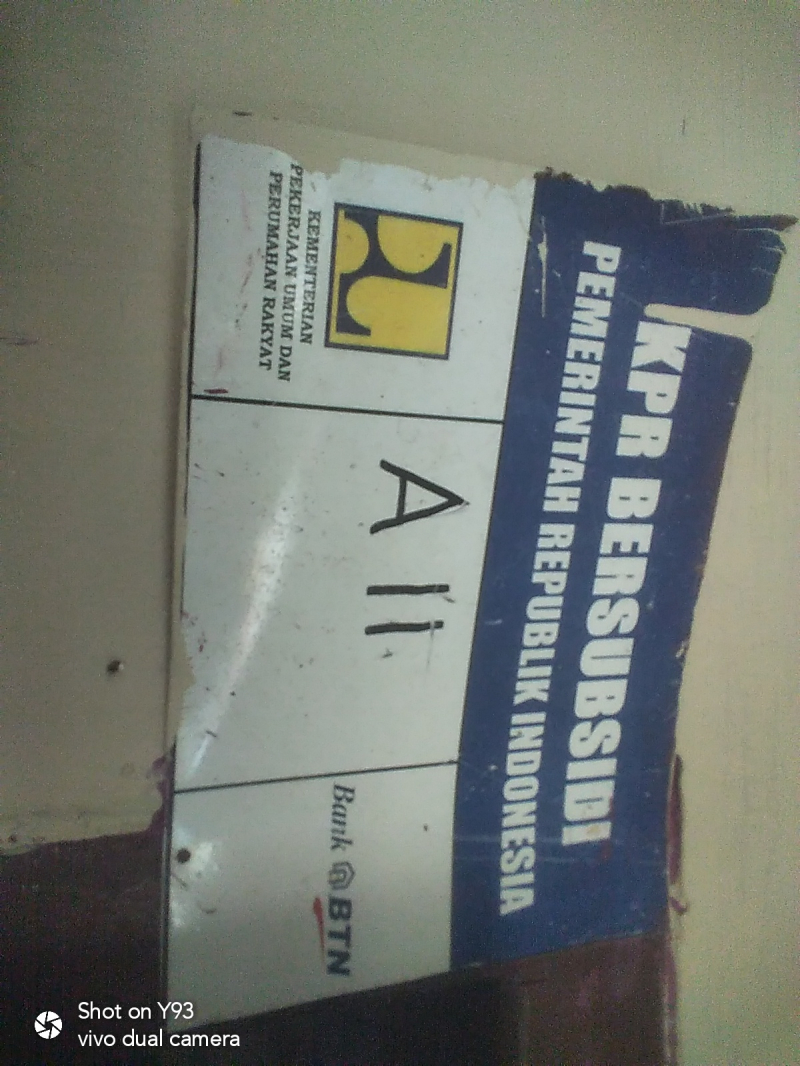 KPR BERSUBSIDI
PEMERINTAH REPUBLIK INDONESIA
KEMENTERIAN
PEKERJAAN UMUM DAN
PERUMAHAN RAKYAT
A 11
Bank BTN
Shot on Y93
vivo dual camera